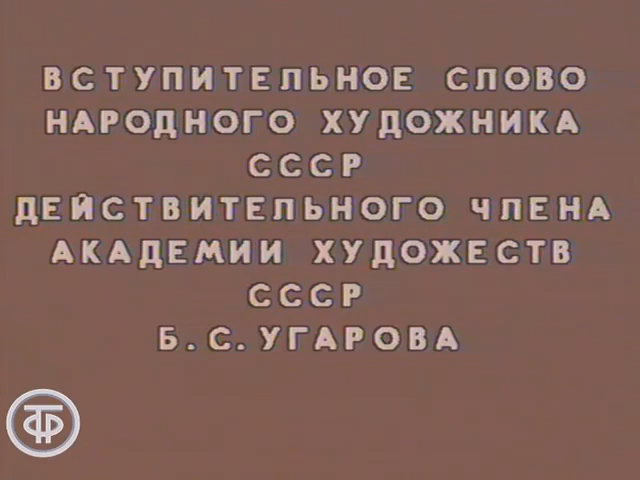 ВСТУПИТЕЛЬНОЕ СЛОВО
НАРОДНОГО ХУДОЖНИКА
СССР
ДЕЙСТВИТЕЛЬНОГО ЧЛЕНА
АКАДЕМИИ ХУДОЖЕСТВ
СССР
Б.С.УГАРОВА